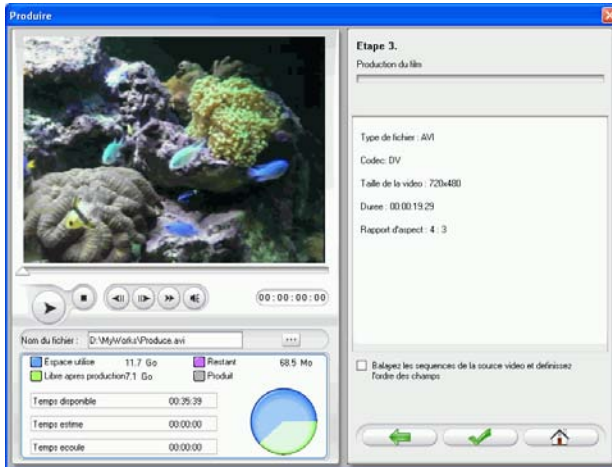 Produire
Etape 3.
Production du film
Type de fichier : AVI
Codec: DV
Taille de la video : 720x480
Duree : 00:00:19:29
Rapport d'aspect : 4 : 3
00:00:00:00
Nom du fichier : D:\MyWorks\Produce.avi ...
Espace utilise 11.7 Go Restant 68.5 Mo
Libre apres production7.1 Go Produit
Temps disponible 00:35:39
Temps estime 00:00:00
Temps ecoule 00:00:00
Balayez les sequences de la source video et definissez
l'ordre des champs